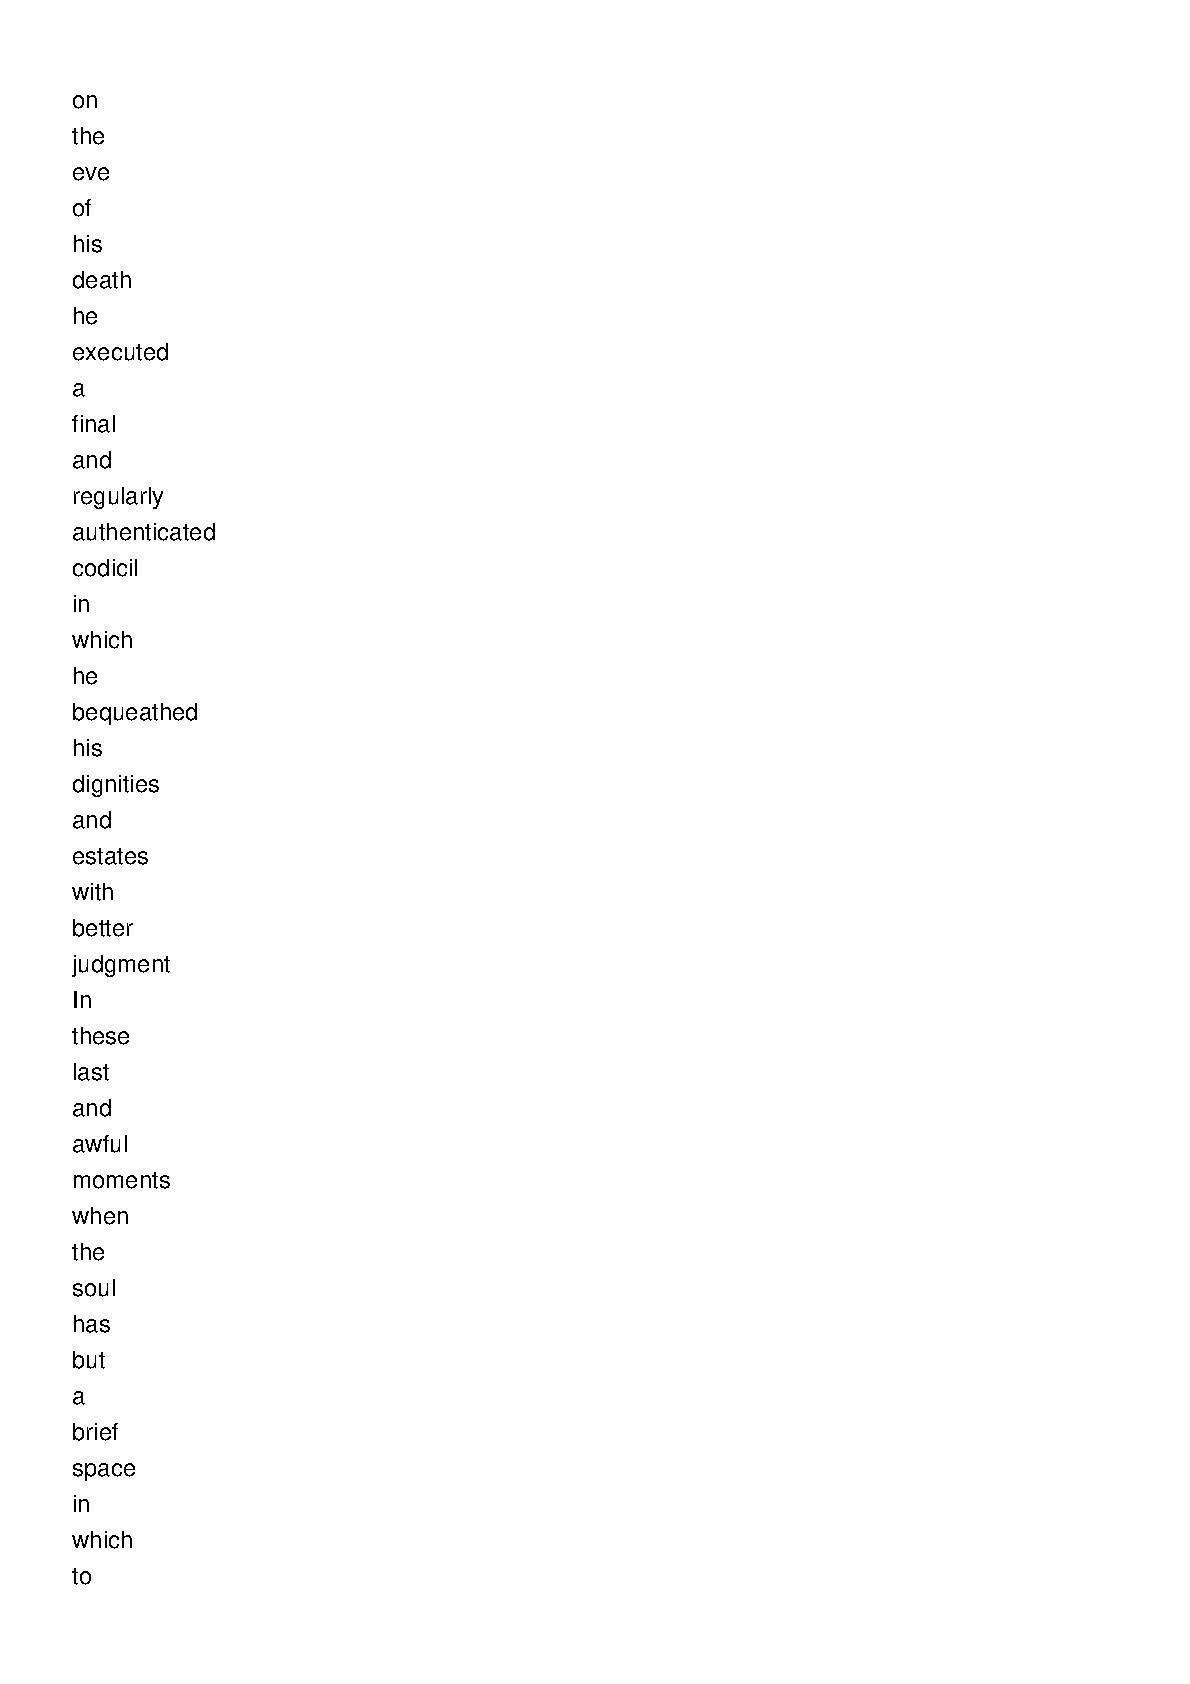 on
the
eve
of
his
death
he
executed
a
final
and
regularly
authenticated
codicil
in
which
he
bequeathed
his
dignities
and
estates
with
better
judgment
In
these
last
and
awful
moments
when
the
soul
has
but
a
brief
space
in
which
to